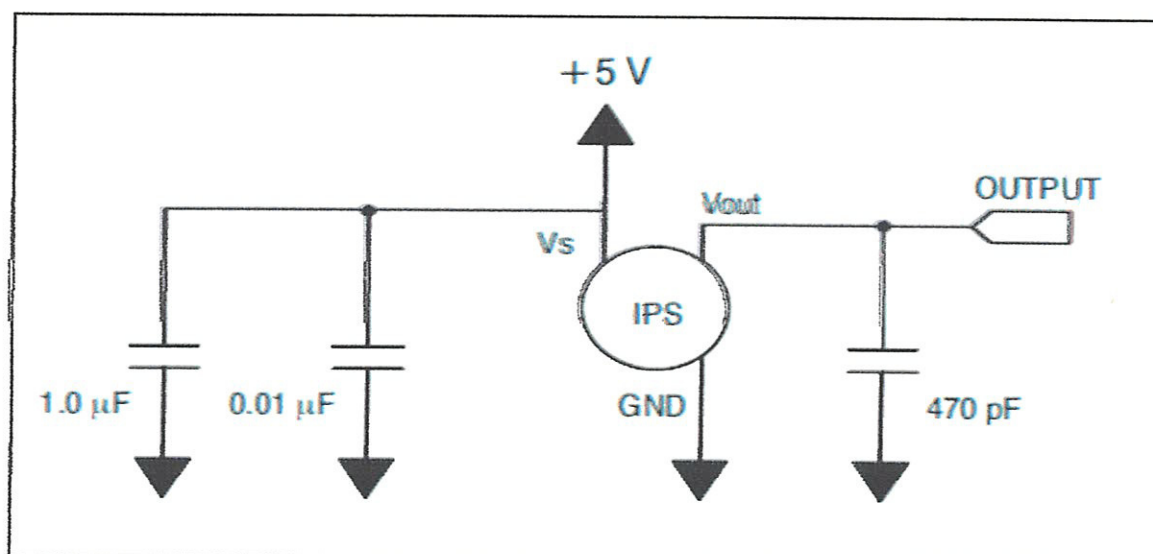 +5 V
OUTPUT
Vout
Vs
IPS
1.0 μF
0.01 μF
GND
470 pF